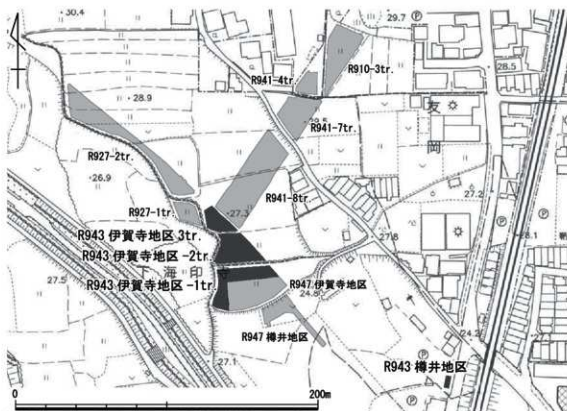 30.4
29.7
R910-3tr.
R941-4tr.
28.5
28.9
友
岡
R941-7tr.
R927-2tr.
26.9
27.2
R941-8tr.
R927-1tr.
27.3
R943 伊賀寺地区 3tr.
27.8
28.1
R943 伊賀寺地区 -2tr.
下海印
27.5
R943 伊賀寺地区 -1tr.
R947 伊賀寺地区
24.8
24.2
R947 樽井地区
R943 樽井地区
27.1
0
200m